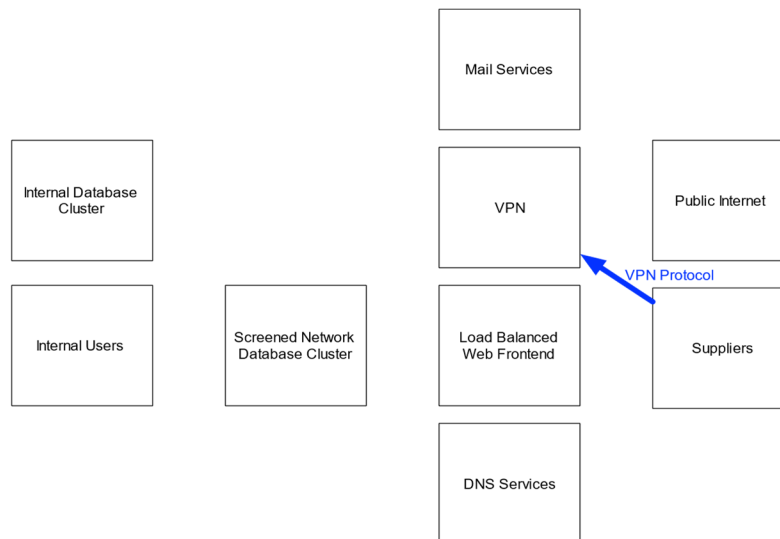 Mail Services
Internal Database
Cluster
VPN
Public Internet
VPN Protocol
Internal Users
Screened Network
Database Cluster
Load Balanced
Web Frontend
Suppliers
DNS Services